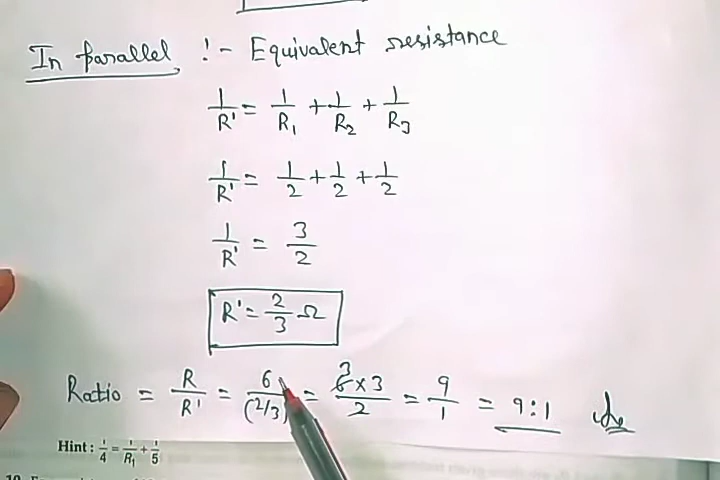 In parallel :- Equivalent resistance
1/R' = 1/R₁ + 1/R₂ + 1/R₃
1/R' = 1/2 + 1/2 + 1/2
1/R' = 3/2
R' = 2/3 Ω
Ratio = R/R' = 6/(2/3) = 6×3/2 3 = 9/1 = 9:1
Hint : 1/4 = 1/R₁ + 1/5